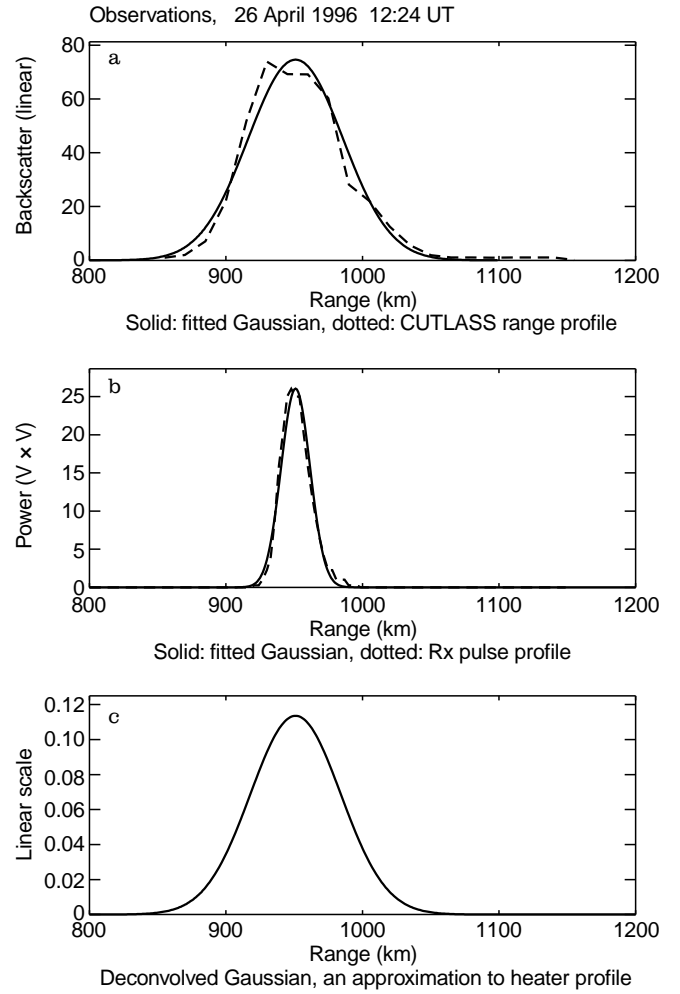 Observations, 26 April 1996 12:24 UT
a
Backscatter (linear)
80
60
40
20
0
800 900 1000 1100 1200
Range (km)
Solid: fitted Gaussian, dotted: CUTLASS range profile
b
Power (V × V)
25
20
15
10
5
0
800 900 1000 1100 1200
Range (km)
Solid: fitted Gaussian, dotted: Rx pulse profile
c
Linear scale
0.12
0.10
0.08
0.06
0.04
0.02
0
800 900 1000 1100 1200
Range (km)
Deconvolved Gaussian, an approximation to heater profile